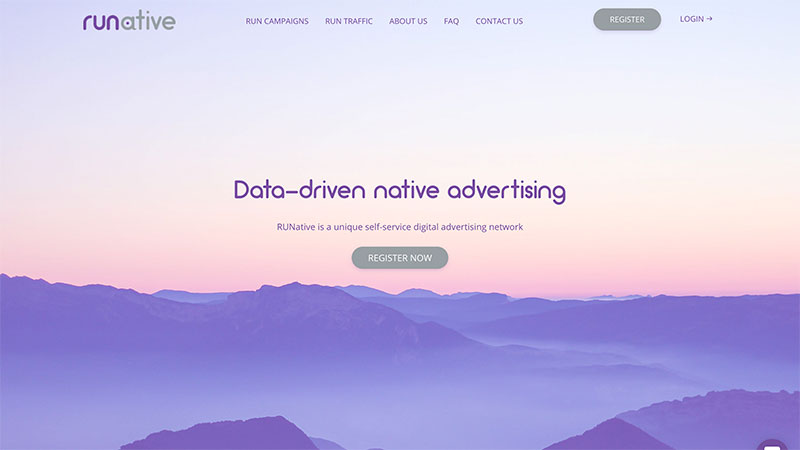 runative
RUN CAMPAIGNS
RUN TRAFFIC
ABOUT US
FAQ
CONTACT US
REGISTER
LOGIN →
Data-driven native advertising
RUNative is a unique self-service digital advertising network
REGISTER NOW